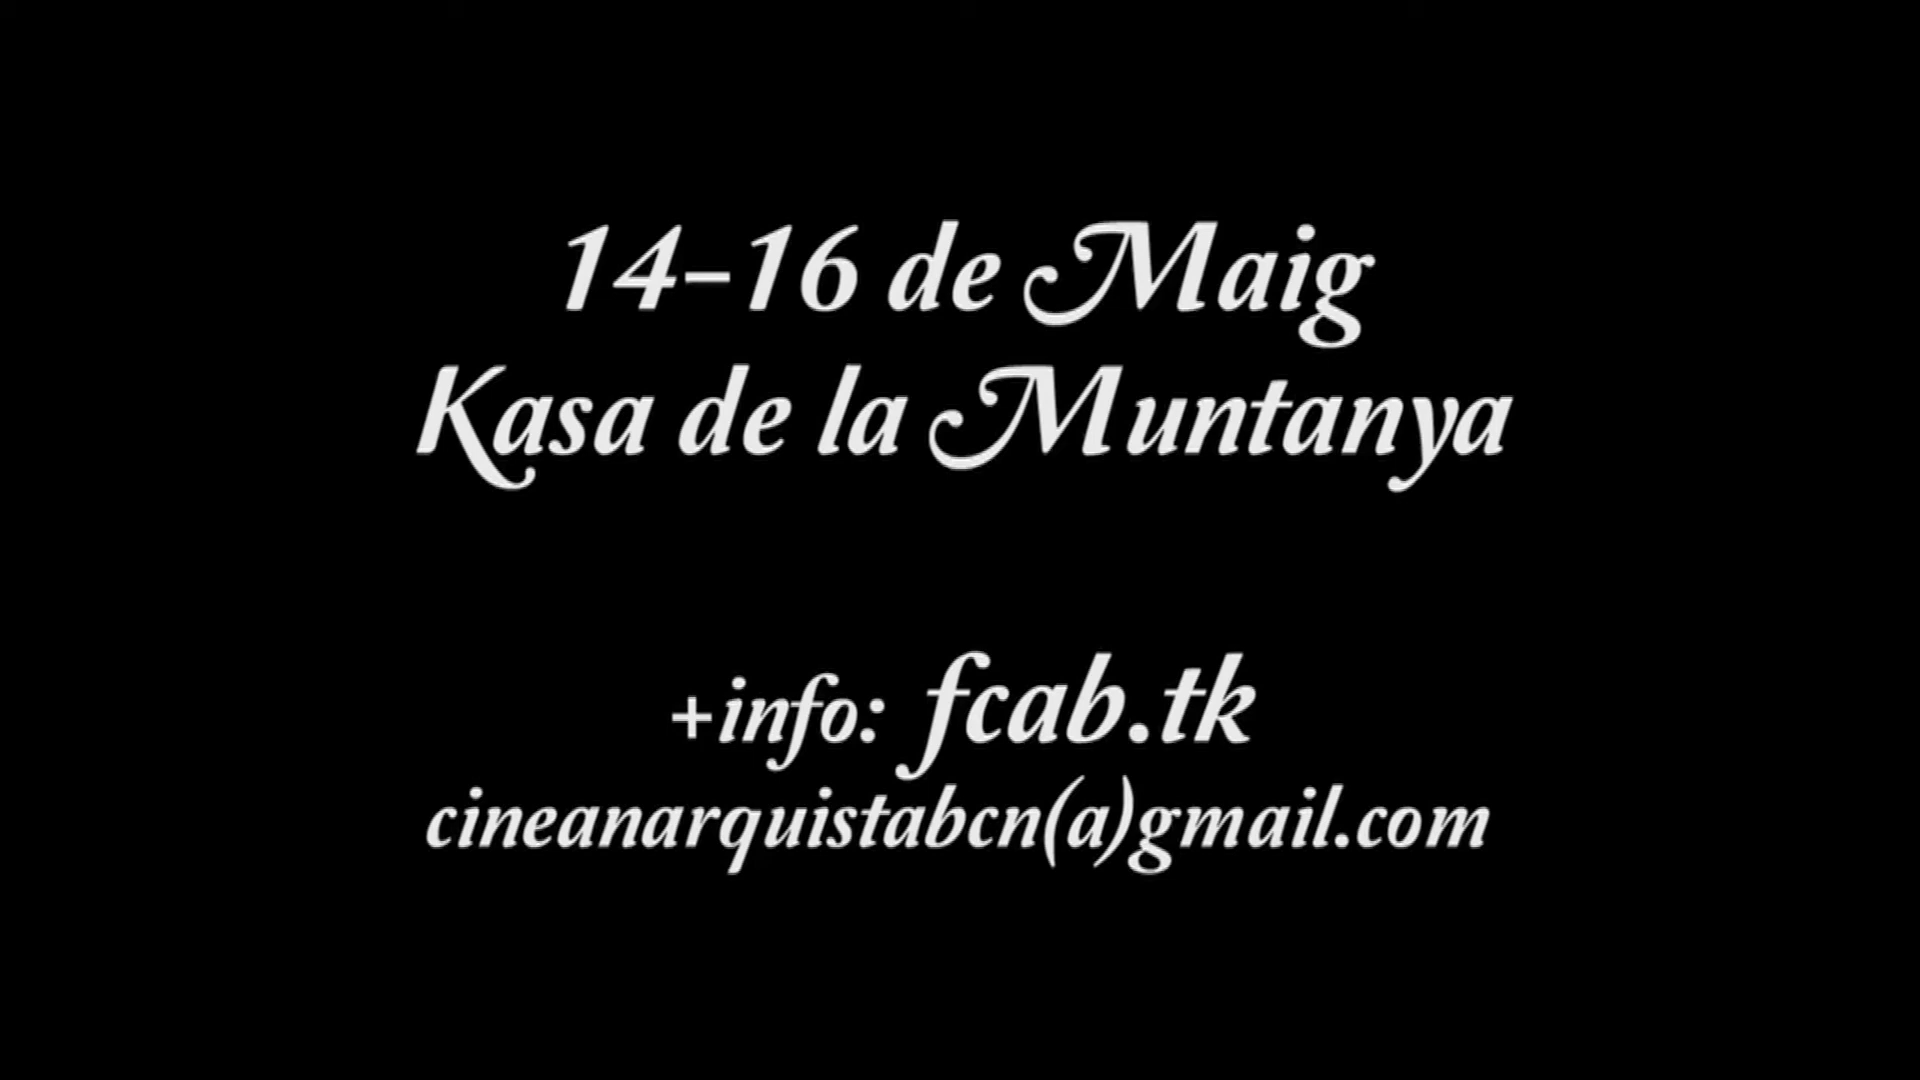 14-16 de Maig
Kasa de la Muntanya
+info: fcab.tk
cineanarquistabcn(a)gmail.com